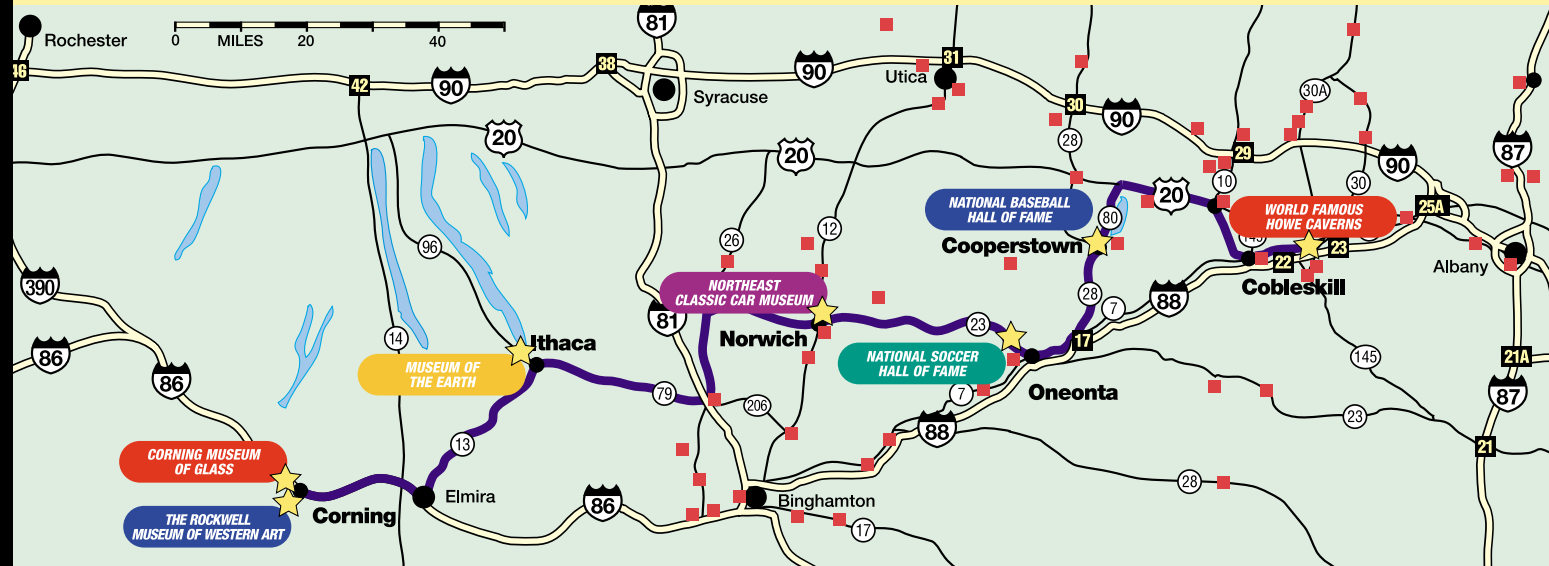 81
Rochester
0 MILES 20 40
46
42
90
38
Syracuse
90
Utica
31
30
90
28
30A
29
90
87
20
20
10
20
30
25A
NATIONAL BASEBALL
HALL OF FAME
80
WORLD FAMOUS
HOWE CAVERNS
Cooperstown
96
26
12
145
22
23
Albany
Cobleskill
390
NORTHEAST
CLASSIC CAR MUSEUM
81
Norwich
23
28
7
88
17
86
14
Ithaca
MUSEUM OF
THE EARTH
NATIONAL SOCCER
HALL OF FAME
Oneonta
145
21A
86
79
206
7
87
23
88
13
21
CORNING MUSEUM
OF GLASS
Elmira
86
Binghamton
28
Corning
THE ROCKWELL
MUSEUM OF WESTERN ART
17